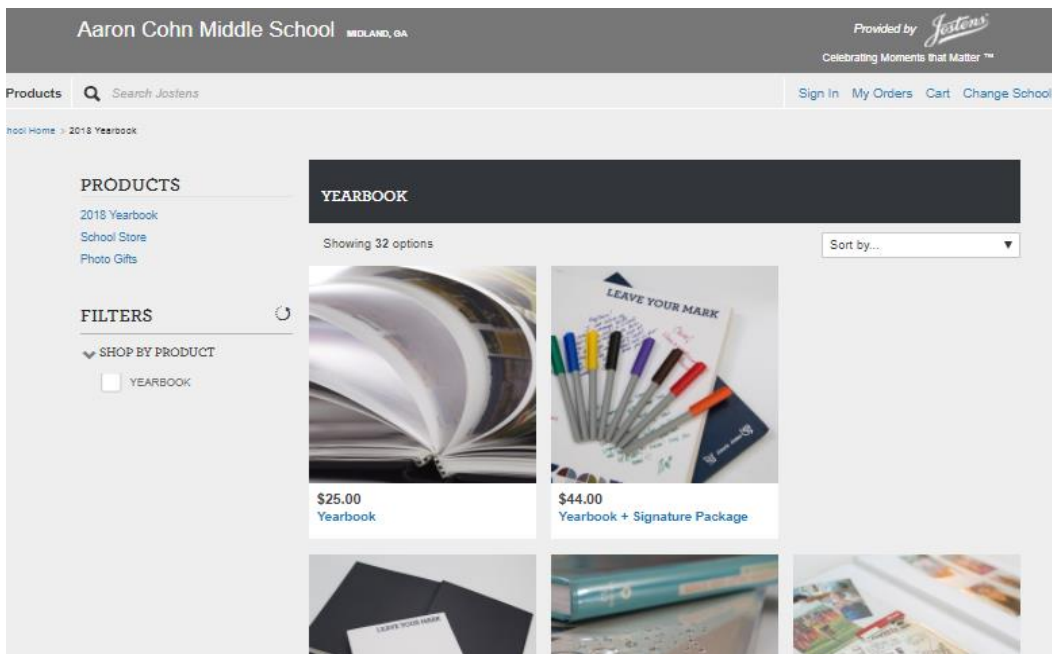 Aaron Cohn Middle School MIDLAND, GA
Provided by Jostens
Celebrating Moments that Matter ™
Products Search Jostens
Sign In My Orders Cart Change School
hool Home > 2018 Yearbook
PRODUCTS
2018 Yearbook
School Store
Photo Gifts
FILTERS
SHOP BY PRODUCT
YEARBOOK
YEARBOOK
Showing 32 options
Sort by...
LEAVE YOUR MARK
$25.00
Yearbook
$44.00
Yearbook + Signature Package
LEAVE YOUR MARK